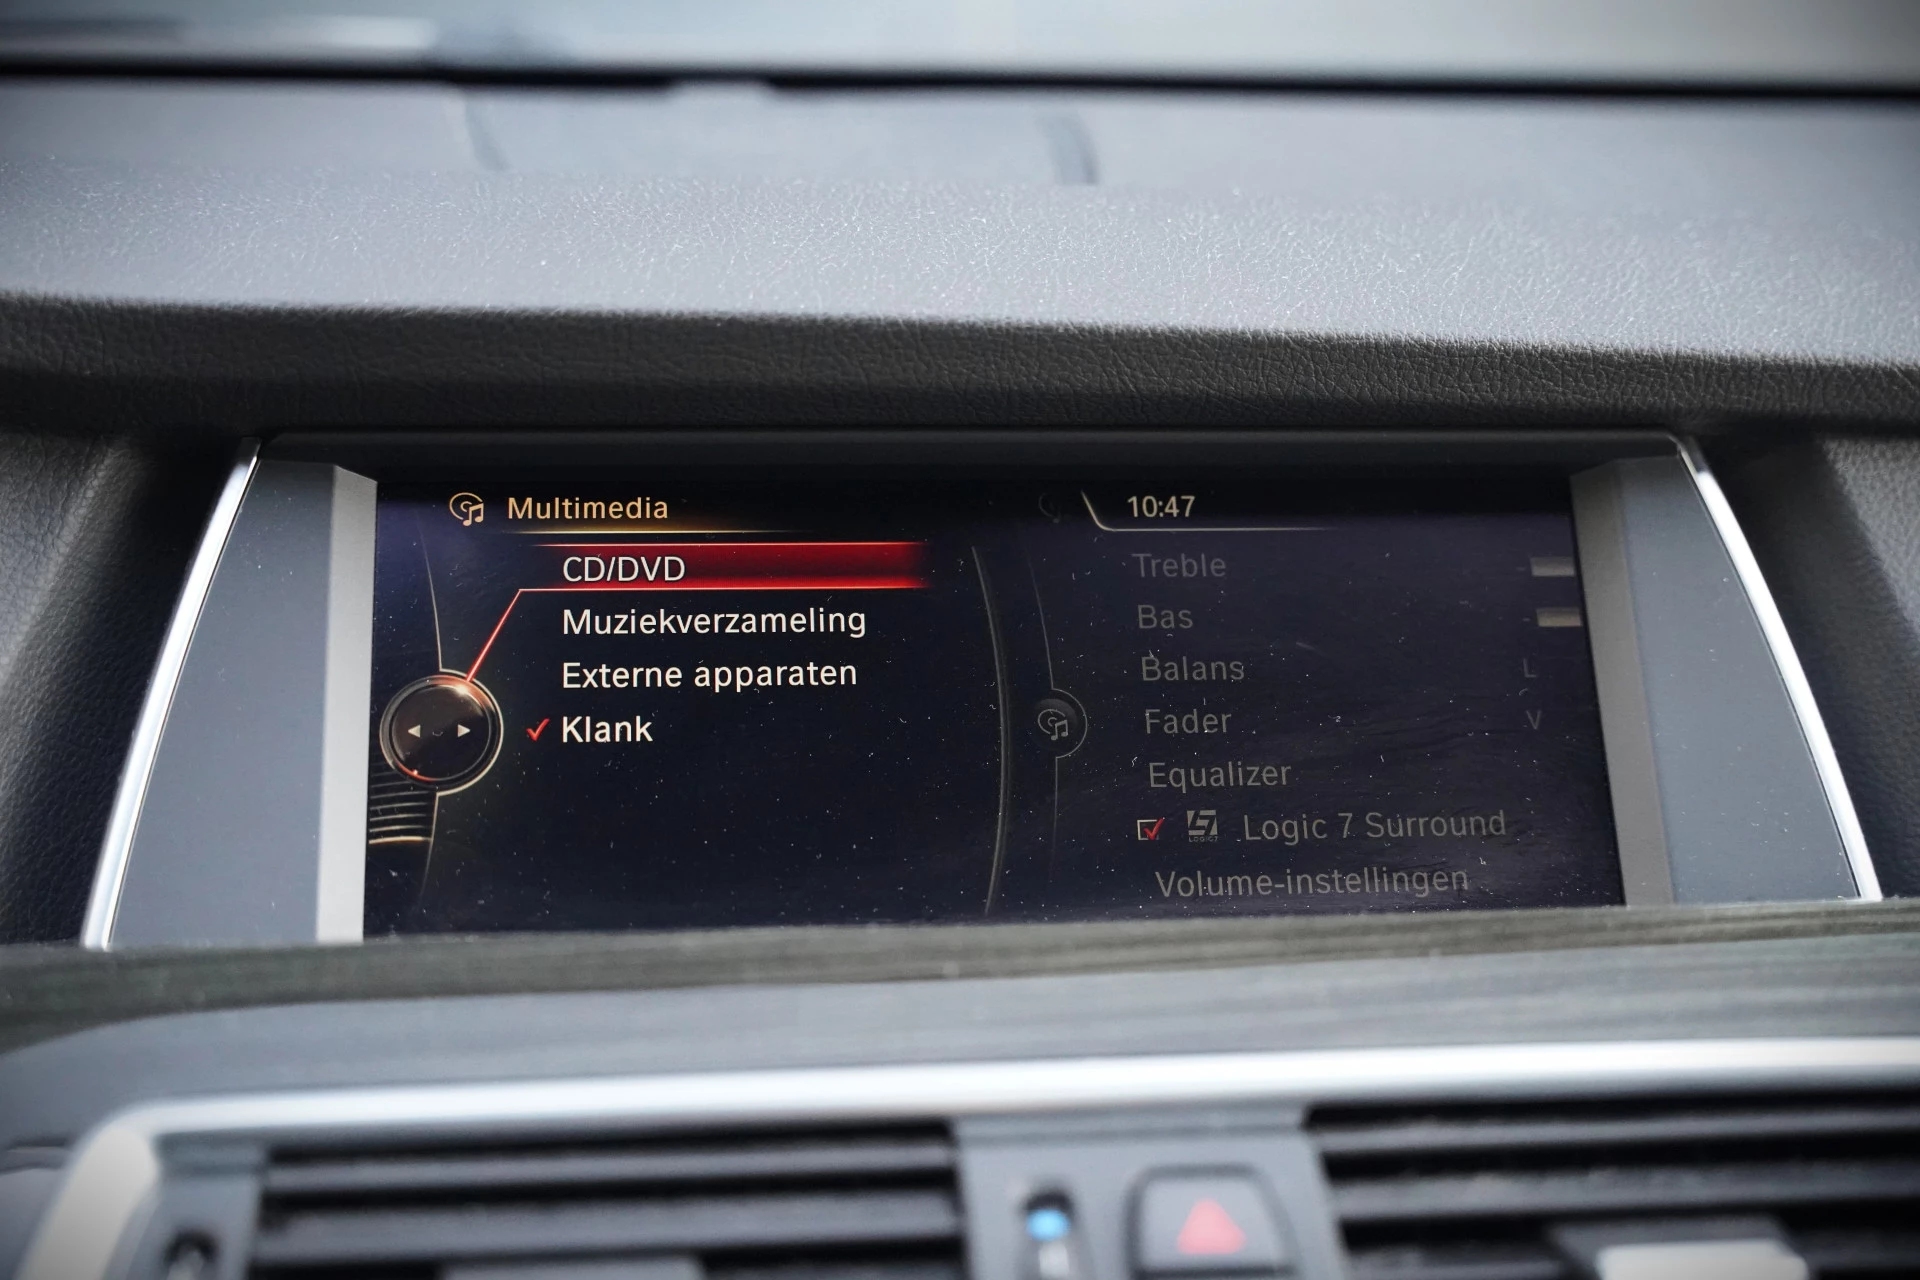 Multimedia
CD/DVD
Muziekverzameling
Externe apparaten
Klank
10:47
Treble
Bas
Balans L
Fader V
Equalizer
LOGIC7 Logic 7 Surround
Volume-instellingen